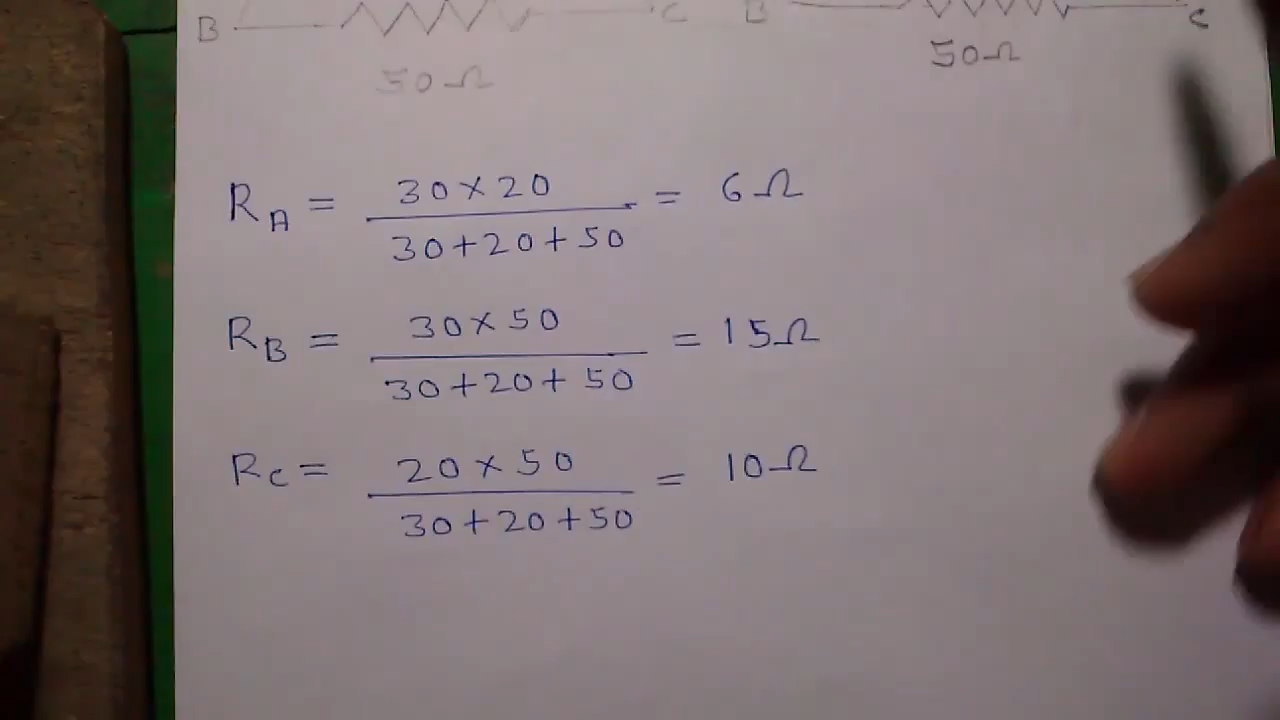 B C B C
50Ω 50Ω
R_A = 30×20 / 30+20+50 = 6Ω
R_B = 30×50 / 30+20+50 = 15Ω
R_C = 20×50 / 30+20+50 = 10Ω